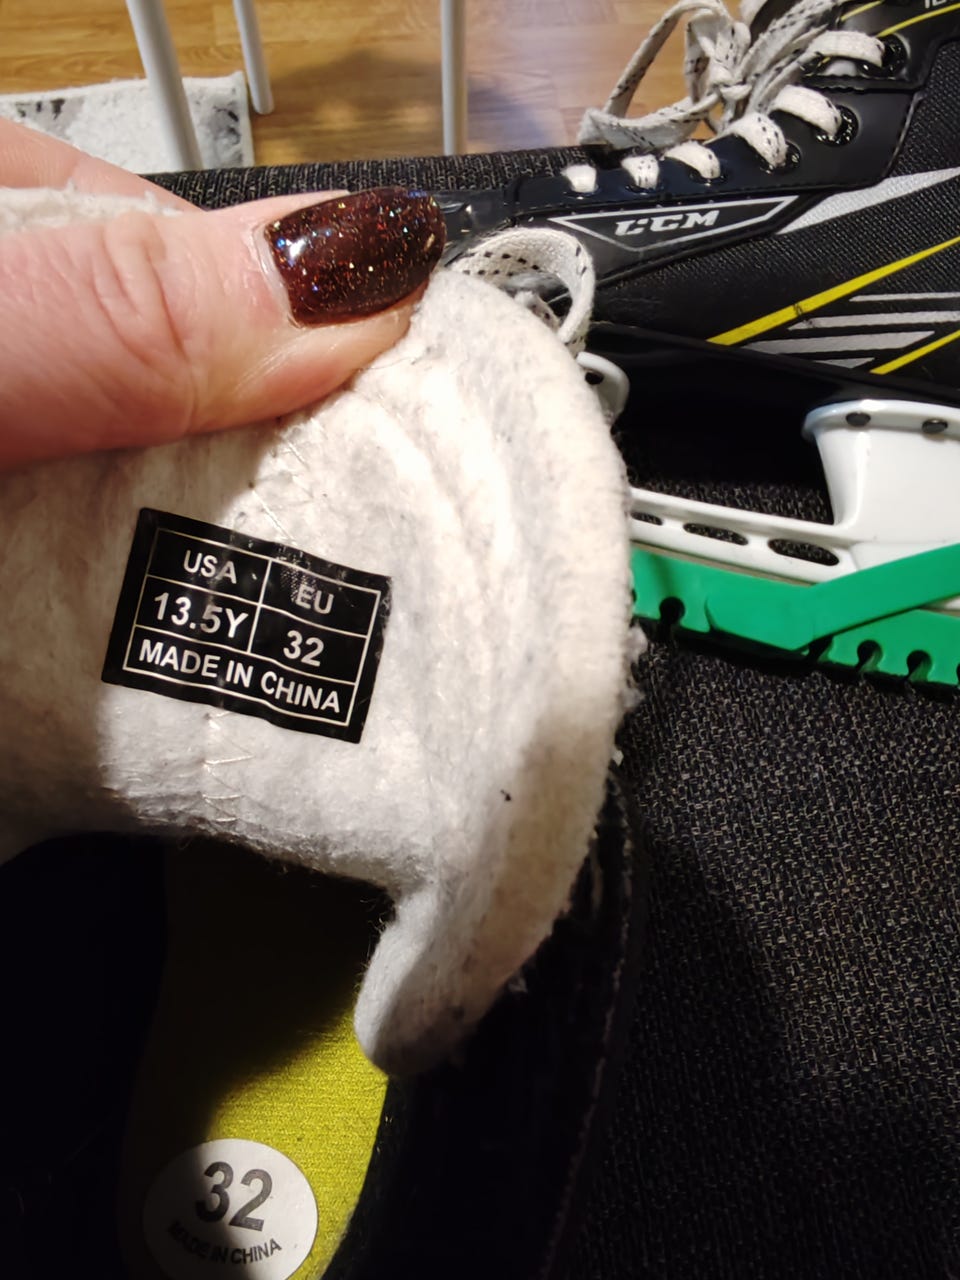 CCM
USA EU
13.5Y 32
MADE IN CHINA
32
MADE IN CHINA